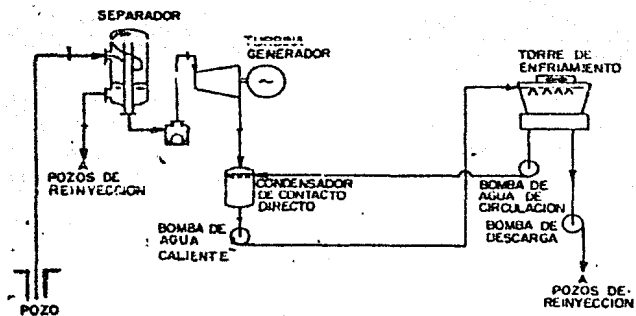 SEPARADOR
TURBINA
GENERADOR
TORRE DE
ENFRIAMIENTO
POZOS DE
REINYECCION
CONDENSADOR
DE CONTACTO
DIRECTO
BOMBA DE
AGUA
CALIENTE
BOMBA DE
AGUA DE
CIRCULACION
BOMBA DE
DESCARGA
A
POZOS DE
REINYECCION
POZO